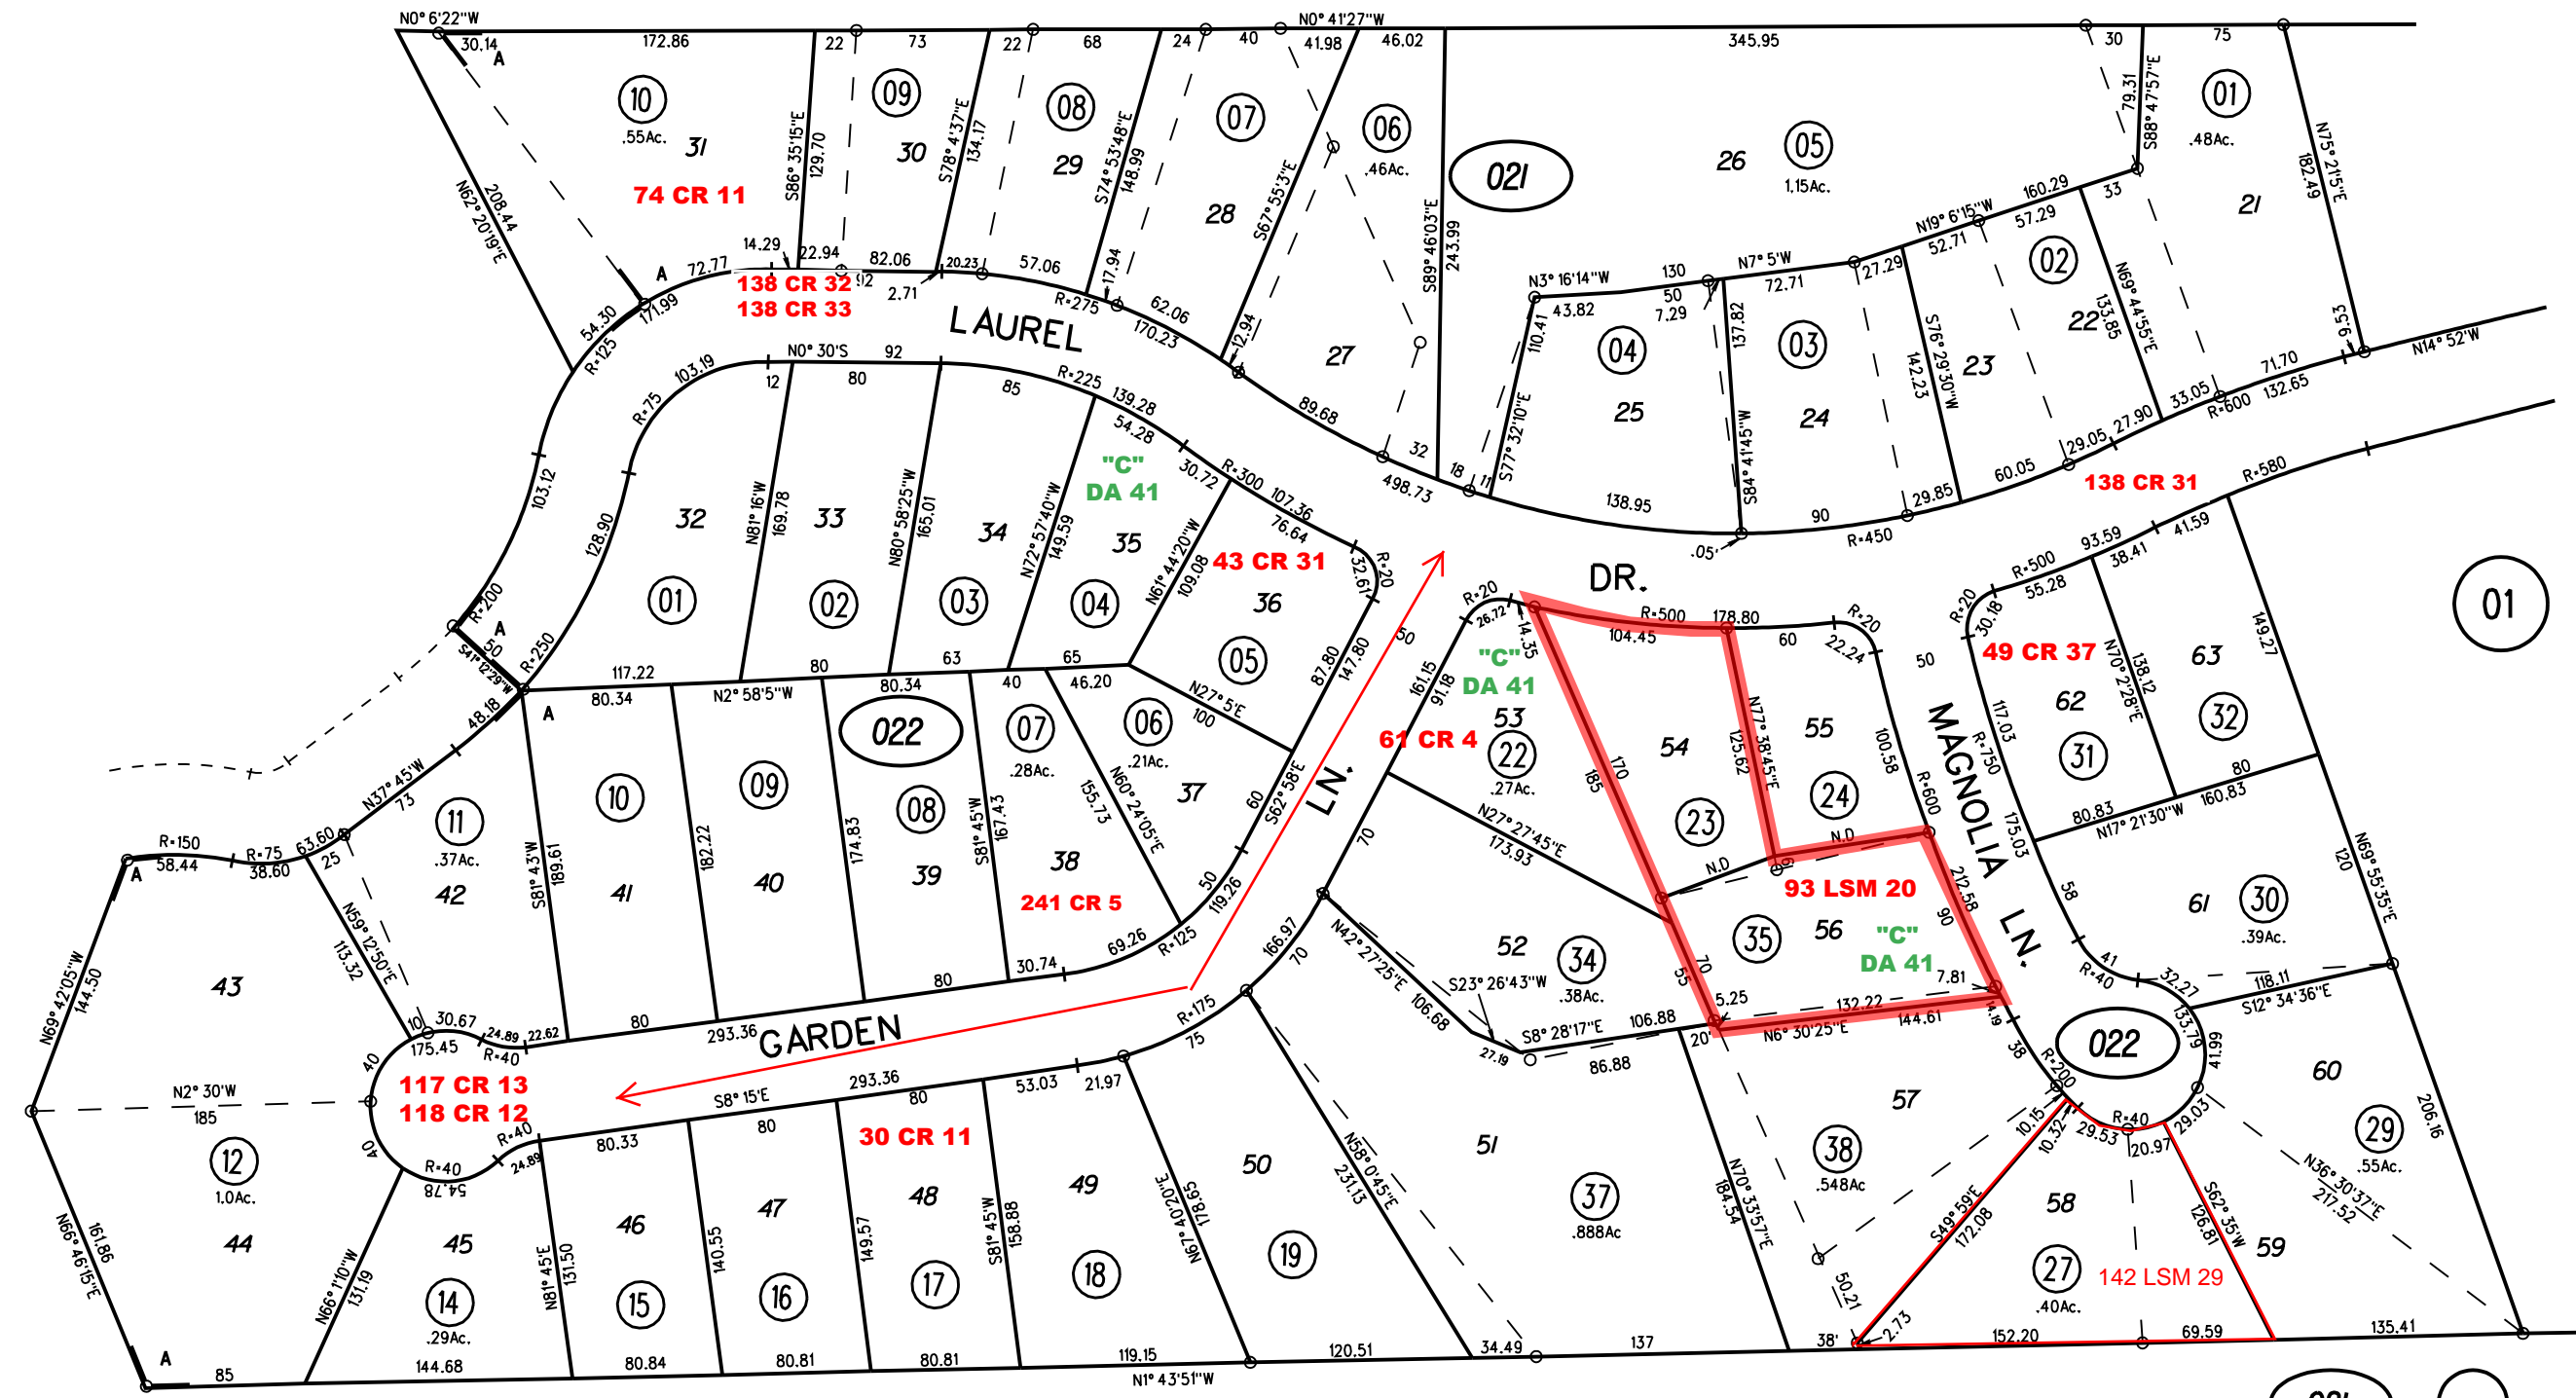 N0° 6'22"W
30.14
A
172.86
22
73
22
68
24
40
N0° 41'27"W
41.98
46.02
345.95
30
75
10
.55Ac.
31
74 CR 11
S86° 35'15"E
129.70
09
30
S78° 4'37"E
134.17
08
29
S74° 53'48"E
148.99
07
28
S67° 55'3"E
06
.46Ac.
27
S89° 46'03"E
243.99
021
26
05
1.15Ac.
79.31
S88° 47'57"E
01
.48Ac.
21
N75° 21'5"E
182.49
N62° 20'19"E
208.44
A
54.30
171.99
R=125
72.77
14.29
22.94
82.06
92
2.71
20.23
57.06
R=275
17.94
62.06
170.23
12.94
138 CR 32
138 CR 33
LAUREL
89.68
32
18
11
498.73
138.95
N3° 16'14"W
130
43.82
50
7.29
N7° 5'W
72.71
27.29
N19° 6'15"W
52.71
160.29
57.29
33
110.41
S77° 32'10"E
04
25
137.82
S84° 41'45"W
03
24
142.23
S76° 29'30"W
23
02
22
N69° 44'55"E
133.85
9.53
N14° 52'W
71.70
132.65
R=600
33.05
27.90
29.05
60.05
29.85
90
R=450
.05'
138 CR 31
R=580
103.12
R=75
103.19
12
N0° 30'S
92
80
85
R=225
139.28
54.28
30.72
R=300
107.36
76.64
R=20
32.61
128.90
R=200
R=250
A
50
S41° 12'29"W
48.18
A
32
01
N81° 16'W
169.78
33
02
N80° 58'25"W
165.01
34
03
N72° 57'40"W
149.59
"C"
DA 41
35
04
N61° 44'20"W
109.08
43 CR 31
36
05
117.22
80
63
65
80.34
N2° 58'5"W
80.34
40
46.20
N27° 5'E
100
87.80
147.80
50
DR.
R=20
26.72
14.35
R=500
104.45
178.80
60
R=20
22.24
50
R=20
30.18
R=500
55.28
93.59
38.41
41.59
49 CR 37
01
149.27
63
32
N70° 2'28"E
138.12
62
31
117.03
R=750
MAGNOLIA
LN.
100.58
R=600
161.15
91.18
"C"
DA 41
53
61 CR 4
22
.27Ac.
170
185
54
23
N77° 38'45"E
125.62
55
24
N.D
N.D
19
N27° 27'45"E
173.93
N37° 45'W
73
63.60
25
R=150
58.44
R=75
38.60
A
11
.37Ac.
42
S81° 43'W
189.61
10
41
182.22
09
40
174.83
022
08
39
S81° 45'W
167.43
07
.28Ac.
38
06
.21Ac.
37
N60° 24'05"E
155.73
60
S62° 58'E
LN.
70
241 CR 5
50
119.26
R=125
69.26
30.74
80
293.36
80
22.62
24.89
R=40
30.67
175.45
10
N59° 12'50"E
113.32
N69° 42'05"W
144.50
43
GARDEN
166.97
70
R=175
75
N42° 27'25"E
106.68
52
34
.38Ac.
S23° 26'43"W
27.19
S8° 28'17"E
106.88
86.88
20'
70
55
5.25
35
56
93 LSM 20
"C"
DA 41
7.81
132.22
N6° 30'25"E
144.61
14.19
212.58
90
175.03
80.83
N17° 21'30"W
160.83
80
58
61
30
.39Ac.
N69° 55'35"E
120
41
R=40
32.27
118.11
S12° 34'36"E
133.79
41.99
022
38
R=200
60
206.16
N2° 30'W
185
40
40
117 CR 13
118 CR 12
R=40
54.78
R=40
24.89
12
1.0Ac.
44
N66° 46'15"E
161.86
A
85
N66° 1'10"W
131.19
45
14
.29Ac.
144.68
N81° 45'E
131.50
80.33
46
15
80.84
140.55
S8° 15'E
80
47
16
80.81
293.36
149.57
30 CR 11
48
17
80.81
80
S81° 45'W
158.88
53.03
21.97
49
18
119.15
N67° 40'20"E
178.65
50
19
120.51
N1° 43'51"W
N58° 0'45"E
231.13
51
37
.888Ac
34.49
137
N70° 33'57"E
184.54
57
38
.548Ac
50.21
38'
2.73
10.15
10.32
29.53
R=40
20.97
29.03
S49° 59'E
172.08
58
27
.40Ac.
142 LSM 29
152.20
69.59
S62° 35'W
126.81
59
N36° 30'37"E
217.52
29
.55Ac.
135.41